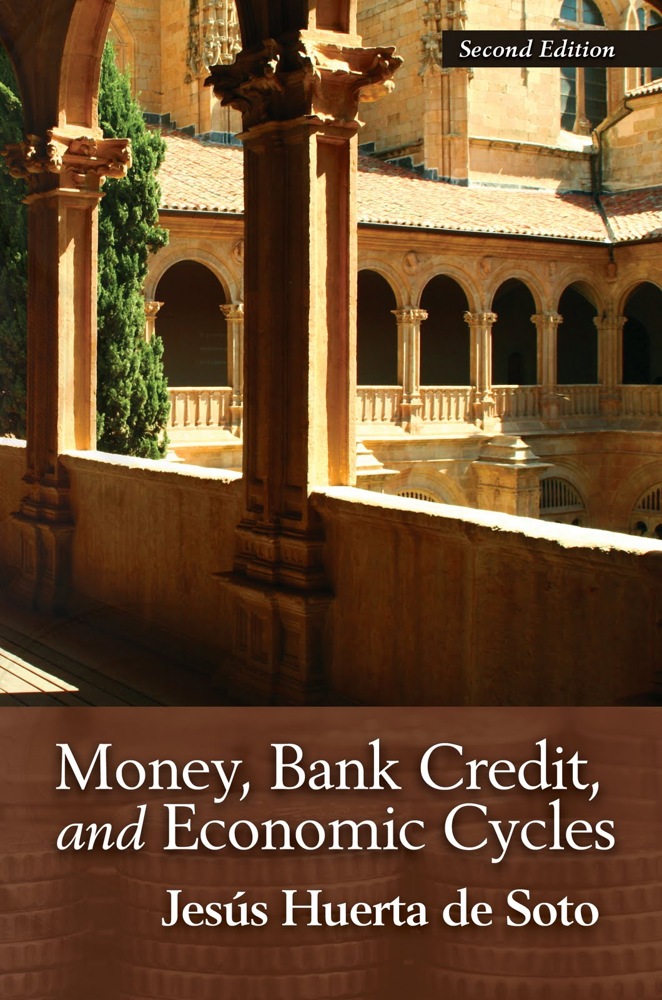 Second Edition
Money, Bank Credit,
and Economic Cycles
Jesús Huerta de Soto